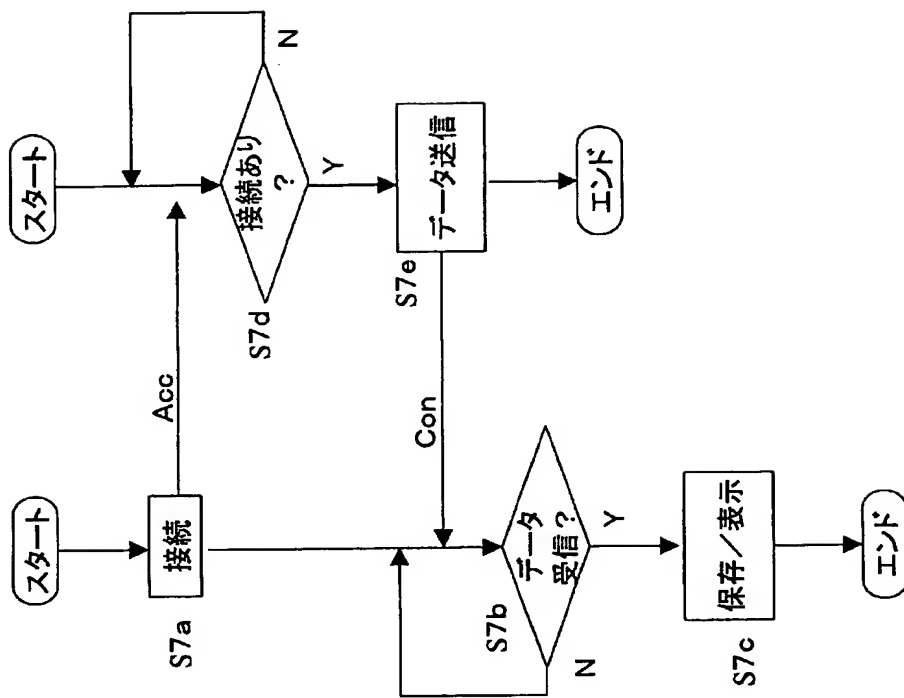 スタート
S7a
接続
Acc
S7b
データ
受信?
N
Y
S7c
保存/表示
エンド
スタート
S7d
接続あり
?
N
Y
S7e
データ送信
Con
エンド